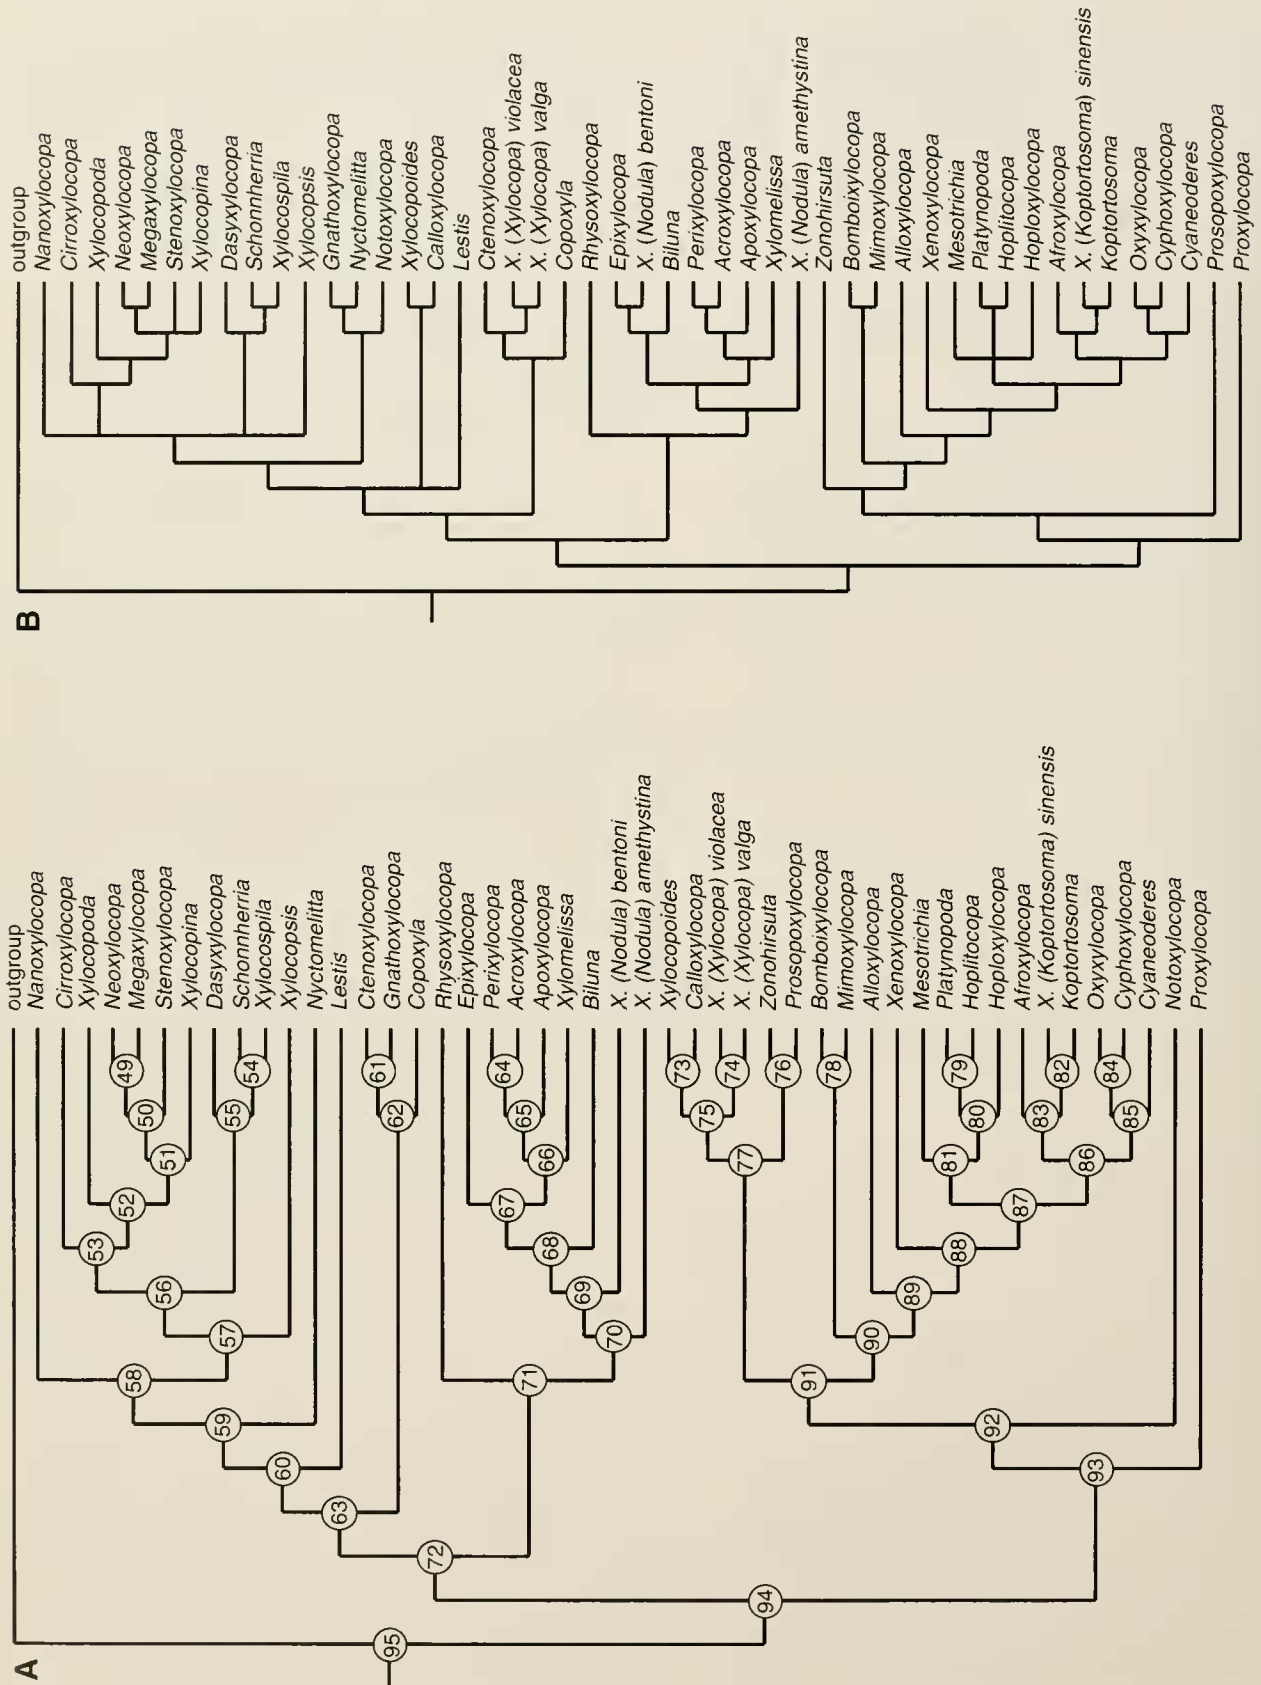 A
outgroup
Nanoxylocopa
Cirroxylocopa
Xylocopoda
Neoxylocopa
Megaxylocopa
Stenoxylocopa
Xylocopina
Dasyxylocopa
Schonnherria
Xylocospila
Xylocopsis
Nyctomelitta
Lestis
Ctenoxylocopa
Gnathoxylocopa
Copoxyla
Rhysoxylocopa
Epixylocopa
Perixylocopa
Acroxylocopa
Apoxylocopa
Xylomelissa
Biluna
X. (Nodula) bentoni
X. (Nodula) amethystina
Xylocopoides
Calloxylocopa
X. (Xylocopa) violacea
X. (Xylocopa) valga
Zonohirsuta
Prosopoxylocopa
Bomboixylocopa
Mimoxylocopa
Alloxylocopa
Xenoxylocopa
Mesotrichia
Platynopoda
Hoplitocopa
Hoploxylocopa
Afroxylocopa
X. (Koptortosoma) sinensis
Koptortosoma
Oxyxylocopa
Cyphoxylocopa
Cyaneoderes
Notoxylocopa
Proxylocopa
49
50
51
52
53
54
55
56
57
58
59
60
61
62
63
64
65
66
67
68
69
70
71
72
73
74
75
76
77
78
79
80
81
82
83
84
85
86
87
88
89
90
91
92
93
94
95
B
outgroup
Nanoxylocopa
Cirroxylocopa
Xylocopoda
Neoxylocopa
Megaxylocopa
Stenoxylocopa
Xylocopina
Dasyxylocopa
Schonnherria
Xylocospila
Xylocopsis
Gnathoxylocopa
Nyctomelitta
Notoxylocopa
Xylocopoides
Calloxylocopa
Lestis
Ctenoxylocopa
X. (Xylocopa) violacea
X. (Xylocopa) valga
Copoxyla
Rhysoxylocopa
Epixylocopa
X. (Nodula) bentoni
Biluna
Perixylocopa
Acroxylocopa
Apoxylocopa
Xylomelissa
X. (Nodula) amethystina
Zonohirsuta
Bomboixylocopa
Mimoxylocopa
Alloxylocopa
Xenoxylocopa
Mesotrichia
Platynopoda
Hoplitocopa
Hoploxylocopa
Afroxylocopa
X. (Koptortosoma) sinensis
Koptortosoma
Oxyxylocopa
Cyphoxylocopa
Cyaneoderes
Prosopoxylocopa
Proxylocopa